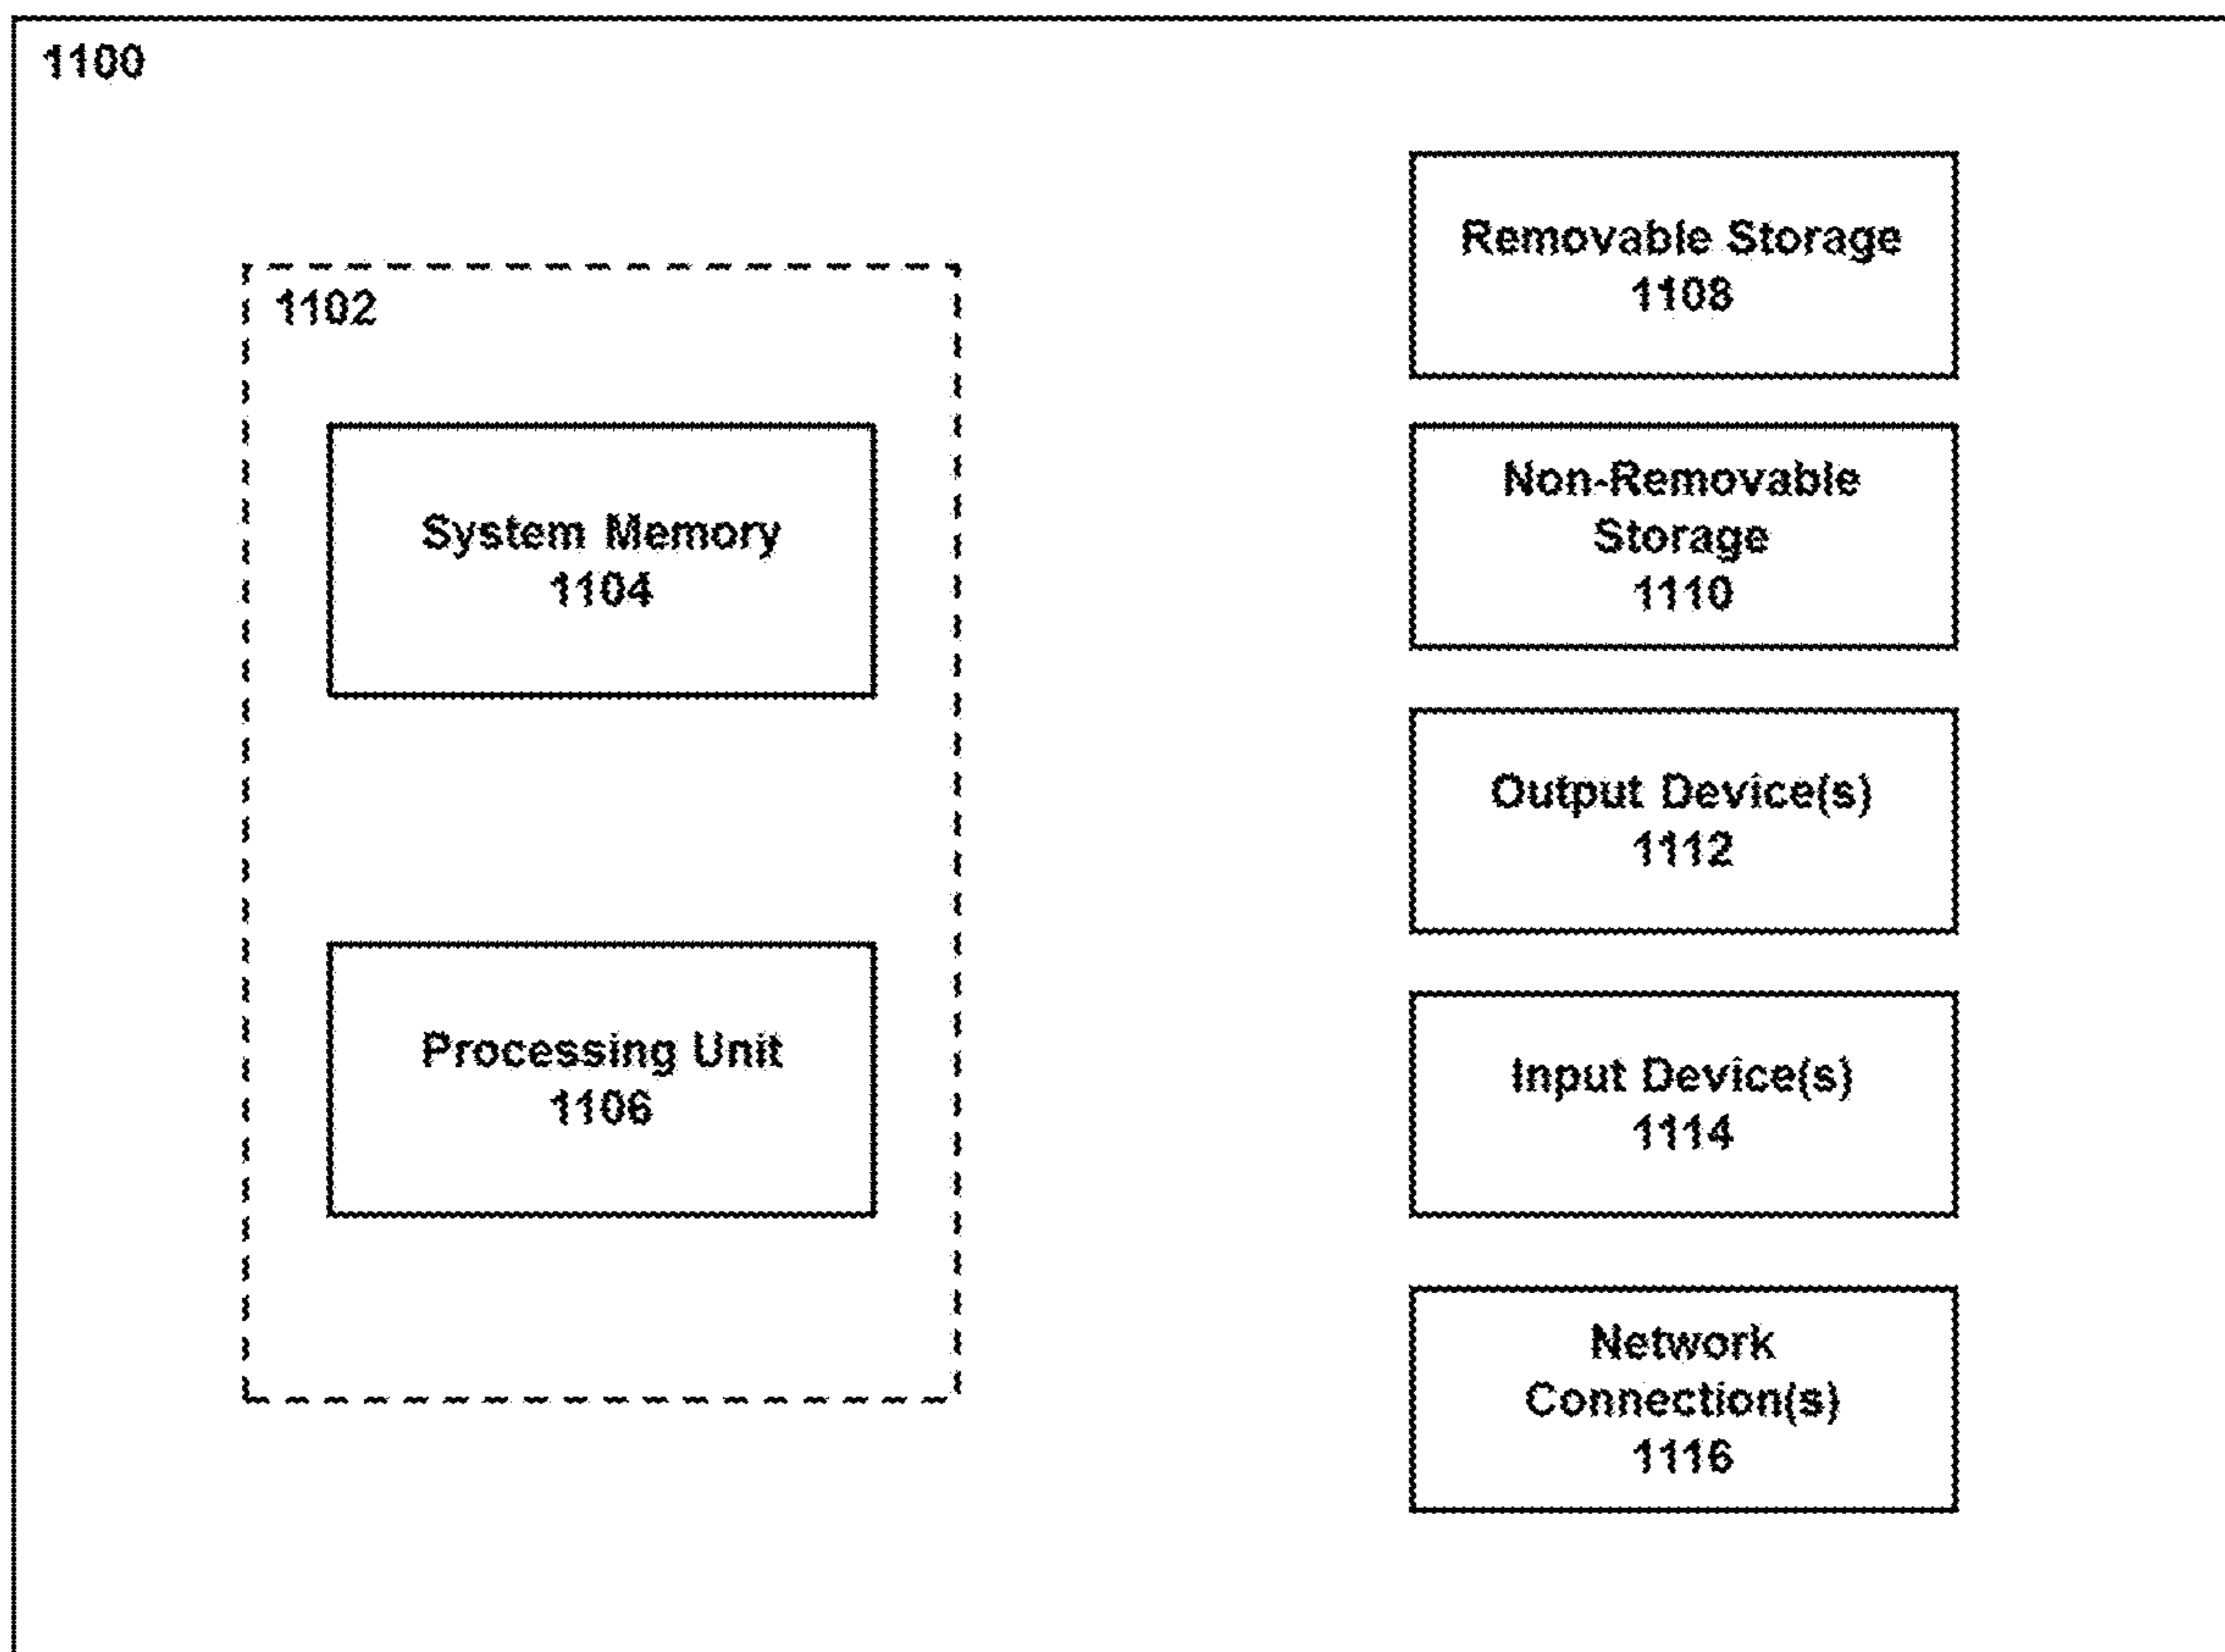 1100
1102
System Memory
1104
Processing Unit
1106
Removable Storage
1108
Non-Removable
Storage
1110
Output Device(s)
1112
Input Device(s)
1114
Network
Connection(s)
1116